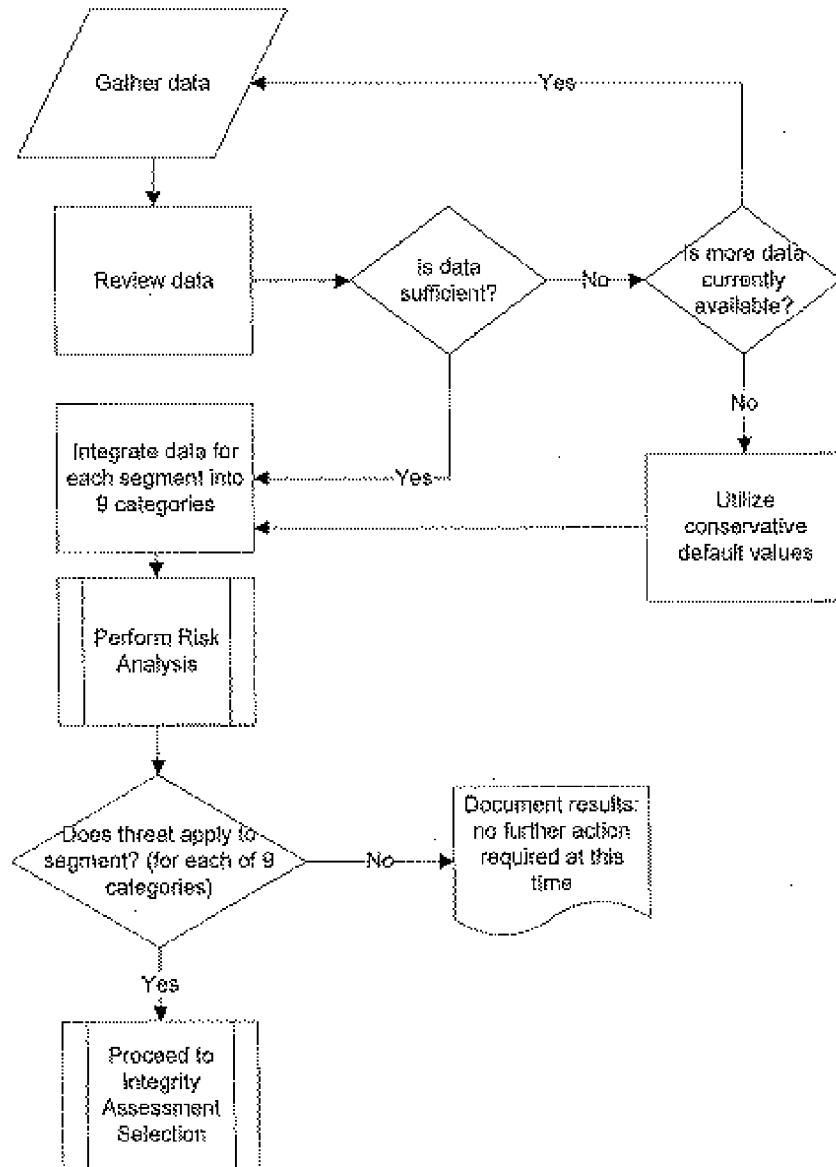 Gather data
Yes
Review data
Is data
sufficient?
No
Is more data
currently
available?
No
Integrate data for
each segment into
9 categories
Yes
Utilize
conservative
default values
Perform Risk
Analysis
Does threat apply to
segment? (for each of 9
categories)
No
Document results:
no further action
required at this
time
Yes
Proceed to
Integrity
Assessment
Selection